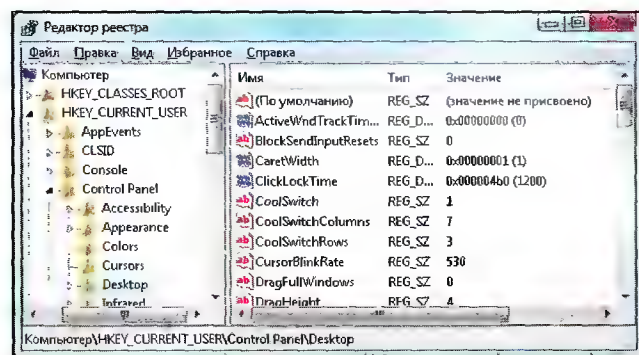 Редактор реестра
Файл Правка Вид Избранное Справка
Компьютер
HKEY_CLASSES_ROOT
HKEY_CURRENT_USER
AppEvents
CLSID
Console
Control Panel
Accessibility
Appearance
Colors
Cursors
Desktop
Infrared
Имя Тип Значение
(По умолчанию) REG_SZ (значение не присвоено)
ActiveWndTrackTim... REG_D... 0x00000000 (0)
BlockSendInputResets REG_SZ 0
CaretWidth REG_D... 0x00000001 (1)
ClickLockTime REG_D... 0x000004b0 (1200)
CoolSwitch REG_SZ 1
CoolSwitchColumns REG_SZ 7
CoolSwitchRows REG_SZ 3
CursorBlinkRate REG_SZ 530
DragFullWindows REG_SZ 0
DragHeight REG_SZ 4
Компьютер\HKEY_CURRENT_USER\Control Panel\Desktop